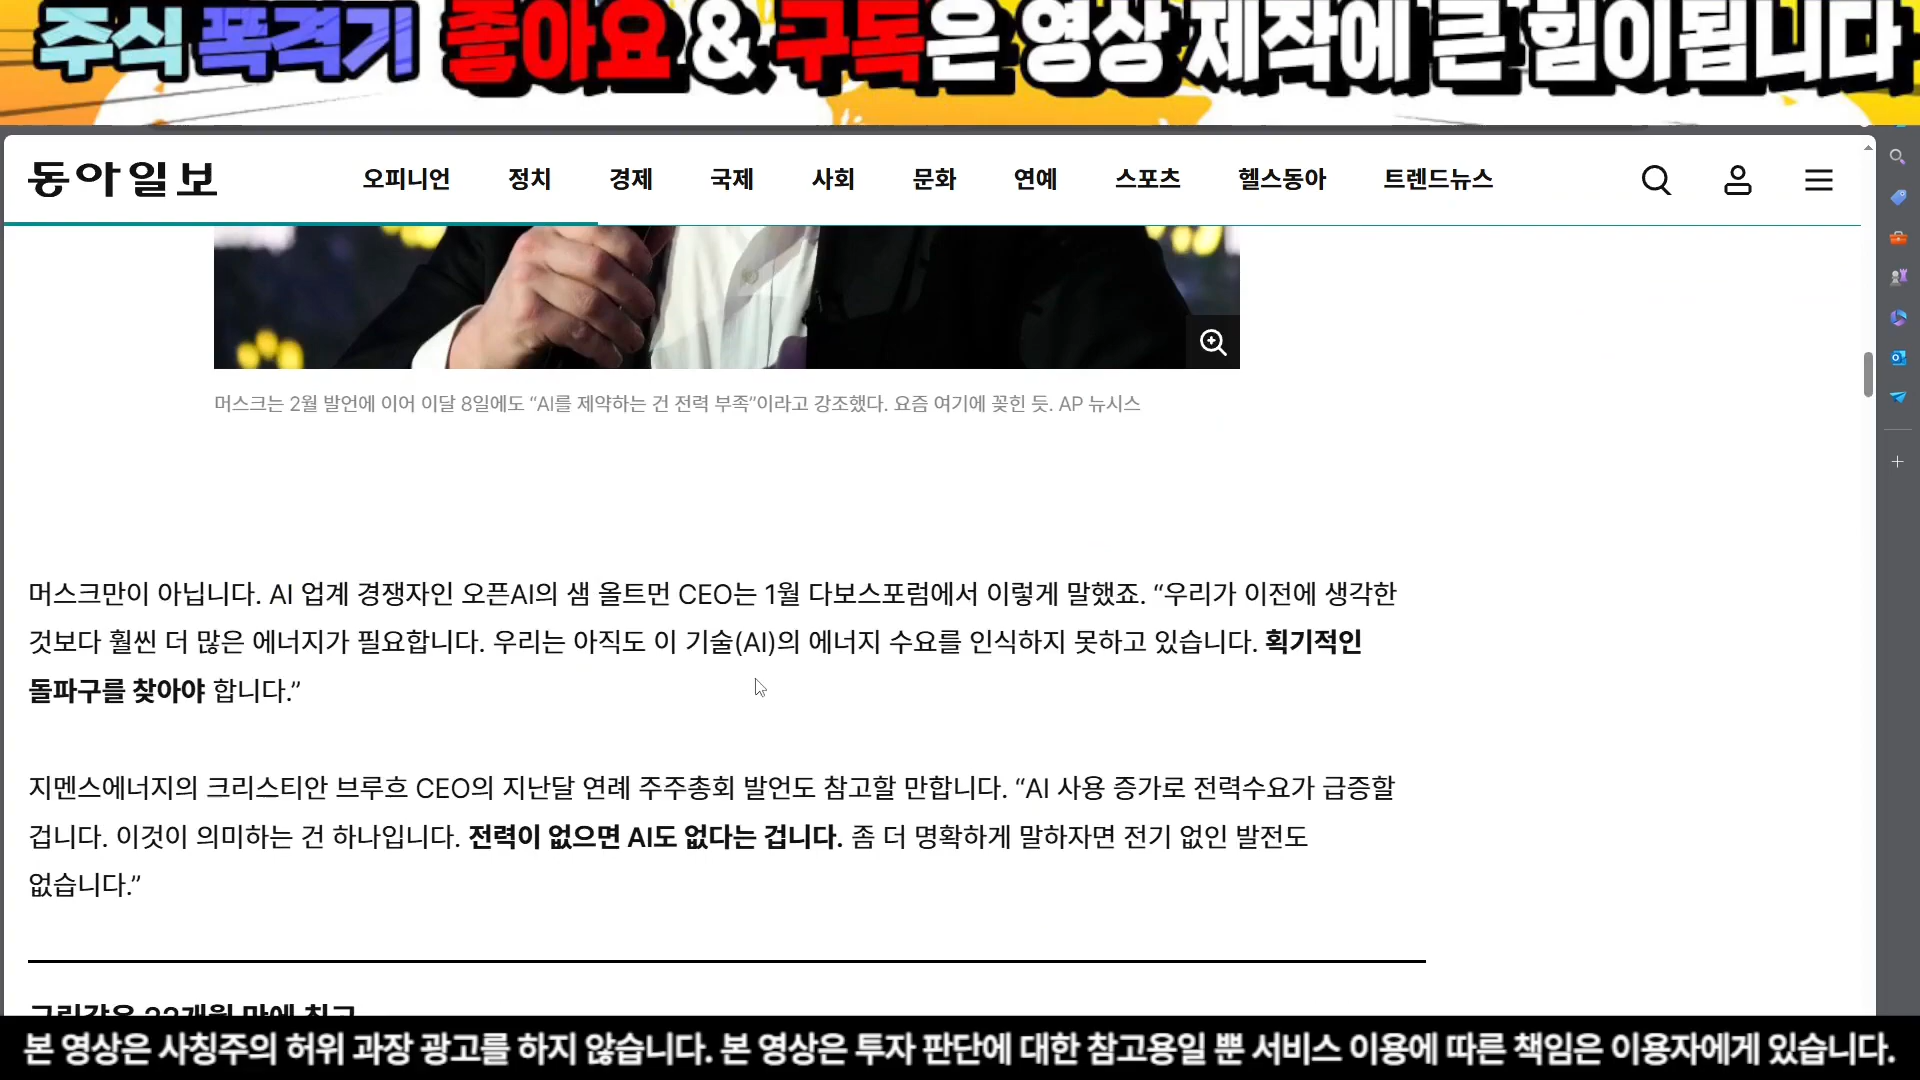 주식 폭격기 좋아요 & 구독은 영상 제작에 큰 힘이됩니다
동아일보 오피니언 정치 경제 국제 사회 문화 연예 스포츠 헬스동아 트렌드뉴스
머스크는 2월 발언에 이어 이달 8일에도 “AI를 제약하는 건 전력 부족”이라고 강조했다. 요즘 여기에 꽂힌 듯. AP 뉴시스
머스크만이 아닙니다. AI 업계 경쟁자인 오픈AI의 샘 올트먼 CEO는 1월 다보스포럼에서 이렇게 말했죠. “우리가 이전에 생각한
것보다 훨씬 더 많은 에너지가 필요합니다. 우리는 아직도 이 기술(AI)의 에너지 수요를 인식하지 못하고 있습니다. 획기적인
돌파구를 찾아야 합니다.”
지멘스에너지의 크리스티안 브루흐 CEO의 지난달 연례 주주총회 발언도 참고할 만합니다. “AI 사용 증가로 전력수요가 급증할
겁니다. 이것이 의미하는 건 하나입니다. 전력이 없으면 AI도 없다는 겁니다. 좀 더 명확하게 말하자면 전기 없인 발전도
없습니다.”
본 영상은 사칭주의 허위 과장 광고를 하지 않습니다. 본 영상은 투자 판단에 대한 참고용일 뿐 서비스 이용에 따른 책임은 이용자에게 있습니다.